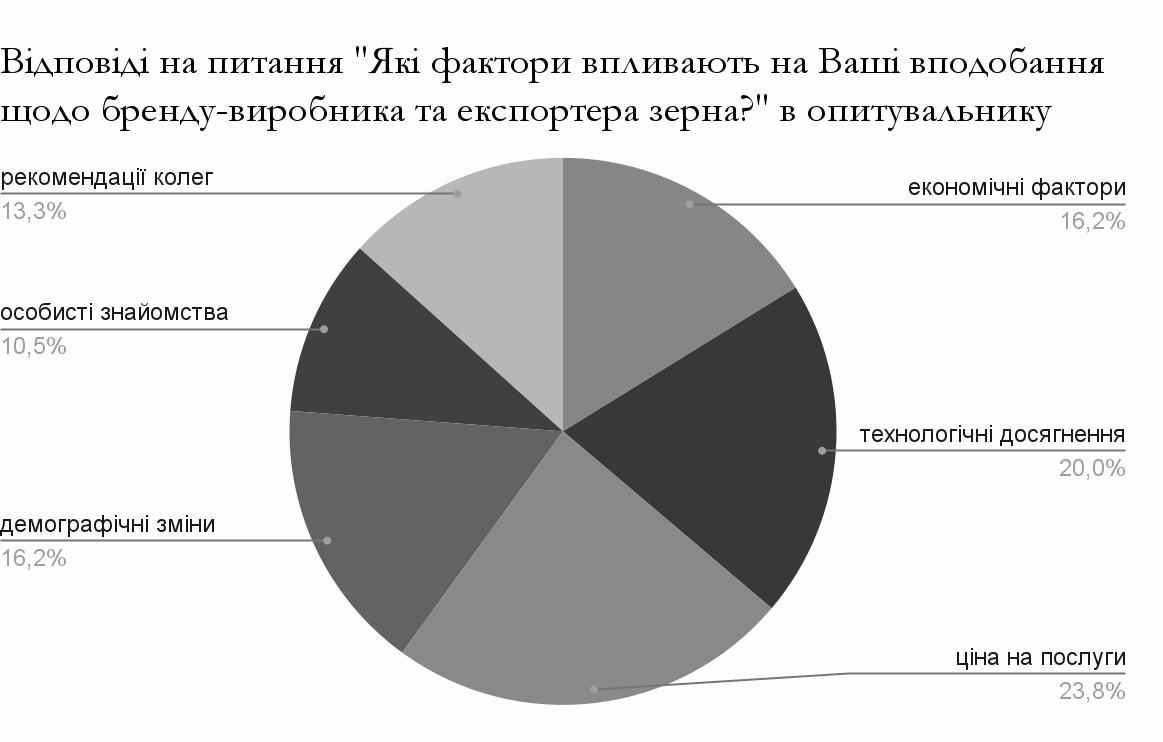 Відповіді на питання "Які фактори впливають на Ваші вподобання
щодо бренду-виробника та експортера зерна?" в опитувальнику
рекомендації колег
13,3%
економічні фактори
16,2%
особисті знайомства
10,5%
технологічні досягнення
20,0%
демографічні зміни
16,2%
ціна на послуги
23,8%